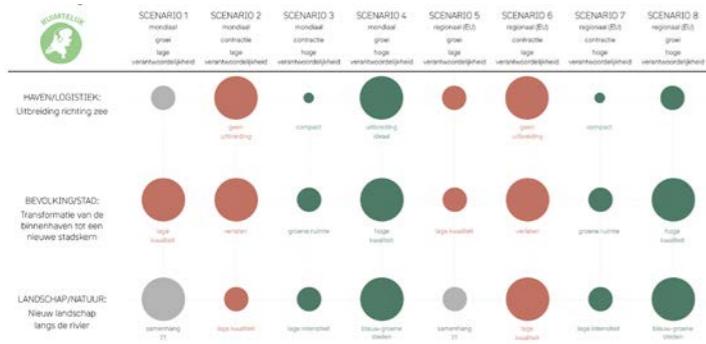 RUIMTELIJK
SCENARIO 1 SCENARIO 2 SCENARIO 3 SCENARIO 4 SCENARIO 5 SCENARIO 6 SCENARIO 7 SCENARIO 8
mondiaal mondiaal mondiaal mondiaal regionaal (EU) regionaal (EU) regionaal (EU) regionaal (EU)
groei contractie contractie groei groei contractie contractie groei
lage lage hoge hoge lage lage hoge hoge
verantwoordelijkheid verantwoordelijkheid verantwoordelijkheid verantwoordelijkheid verantwoordelijkheid verantwoordelijkheid verantwoordelijkheid verantwoordelijkheid
HAVEN/LOGISTIEK:
Uitbreiding richting zee
geen compact uitbreiding geen compact
uitbreiding ideaal uitbreiding
BEVOLKING/STAD:
Transformatie van de
binnenhaven tot een
nieuwe stadskern
lage verlaten groene ruimte hoge lage kwaliteit verlaten groene ruimte hoge
kwaliteit kwaliteit kwaliteit
LANDSCHAP/NATUUR:
Nieuw landschap
langs de rivier
samenhang lage kwaliteit lage intensiteit blauw-groene samenhang lage lage intensiteit blauw-groene
?? steden ?? kwaliteit steden